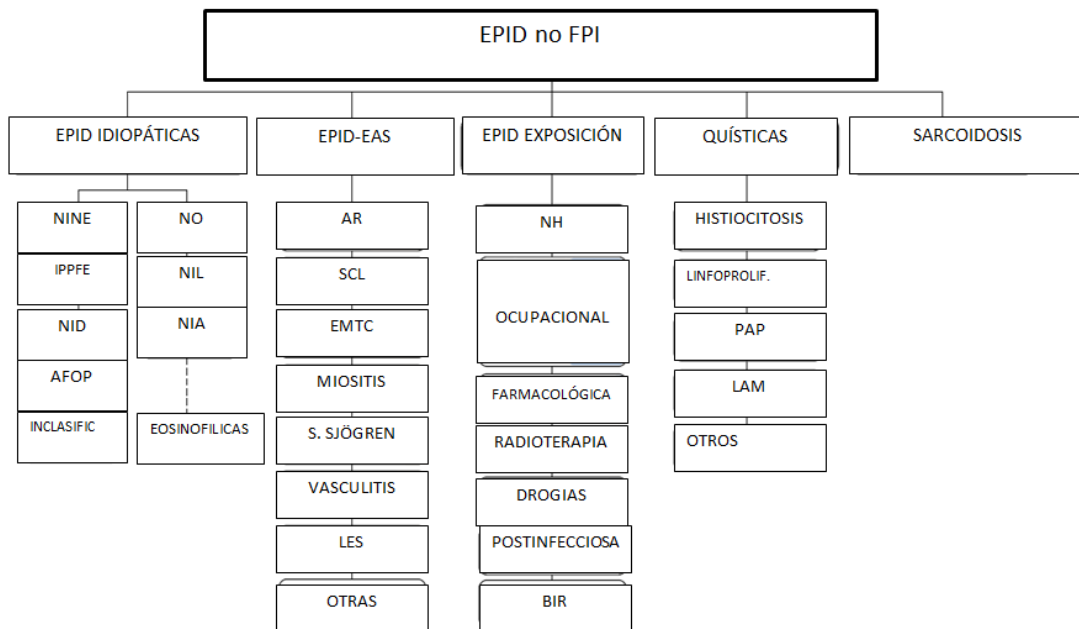 EPID no FPI
EPID IDIOPÁTICAS
EPID-EAS
EPID EXPOSICIÓN
QUÍSTICAS
SARCOIDOSIS
NINE
IPPFE
NID
AFOP
INCLASIFIC
NO
NIL
NIA
EOSINOFILICAS
AR
SCL
EMTC
MIOSITIS
S. SJÖGREN
VASCULITIS
LES
OTRAS
NH
OCUPACIONAL
FARMACOLÓGICA
RADIOTERAPIA
DROGIAS
POSTINFECCIOSA
BIR
HISTIOCITOSIS
LINFOPROLIF.
PAP
LAM
OTROS